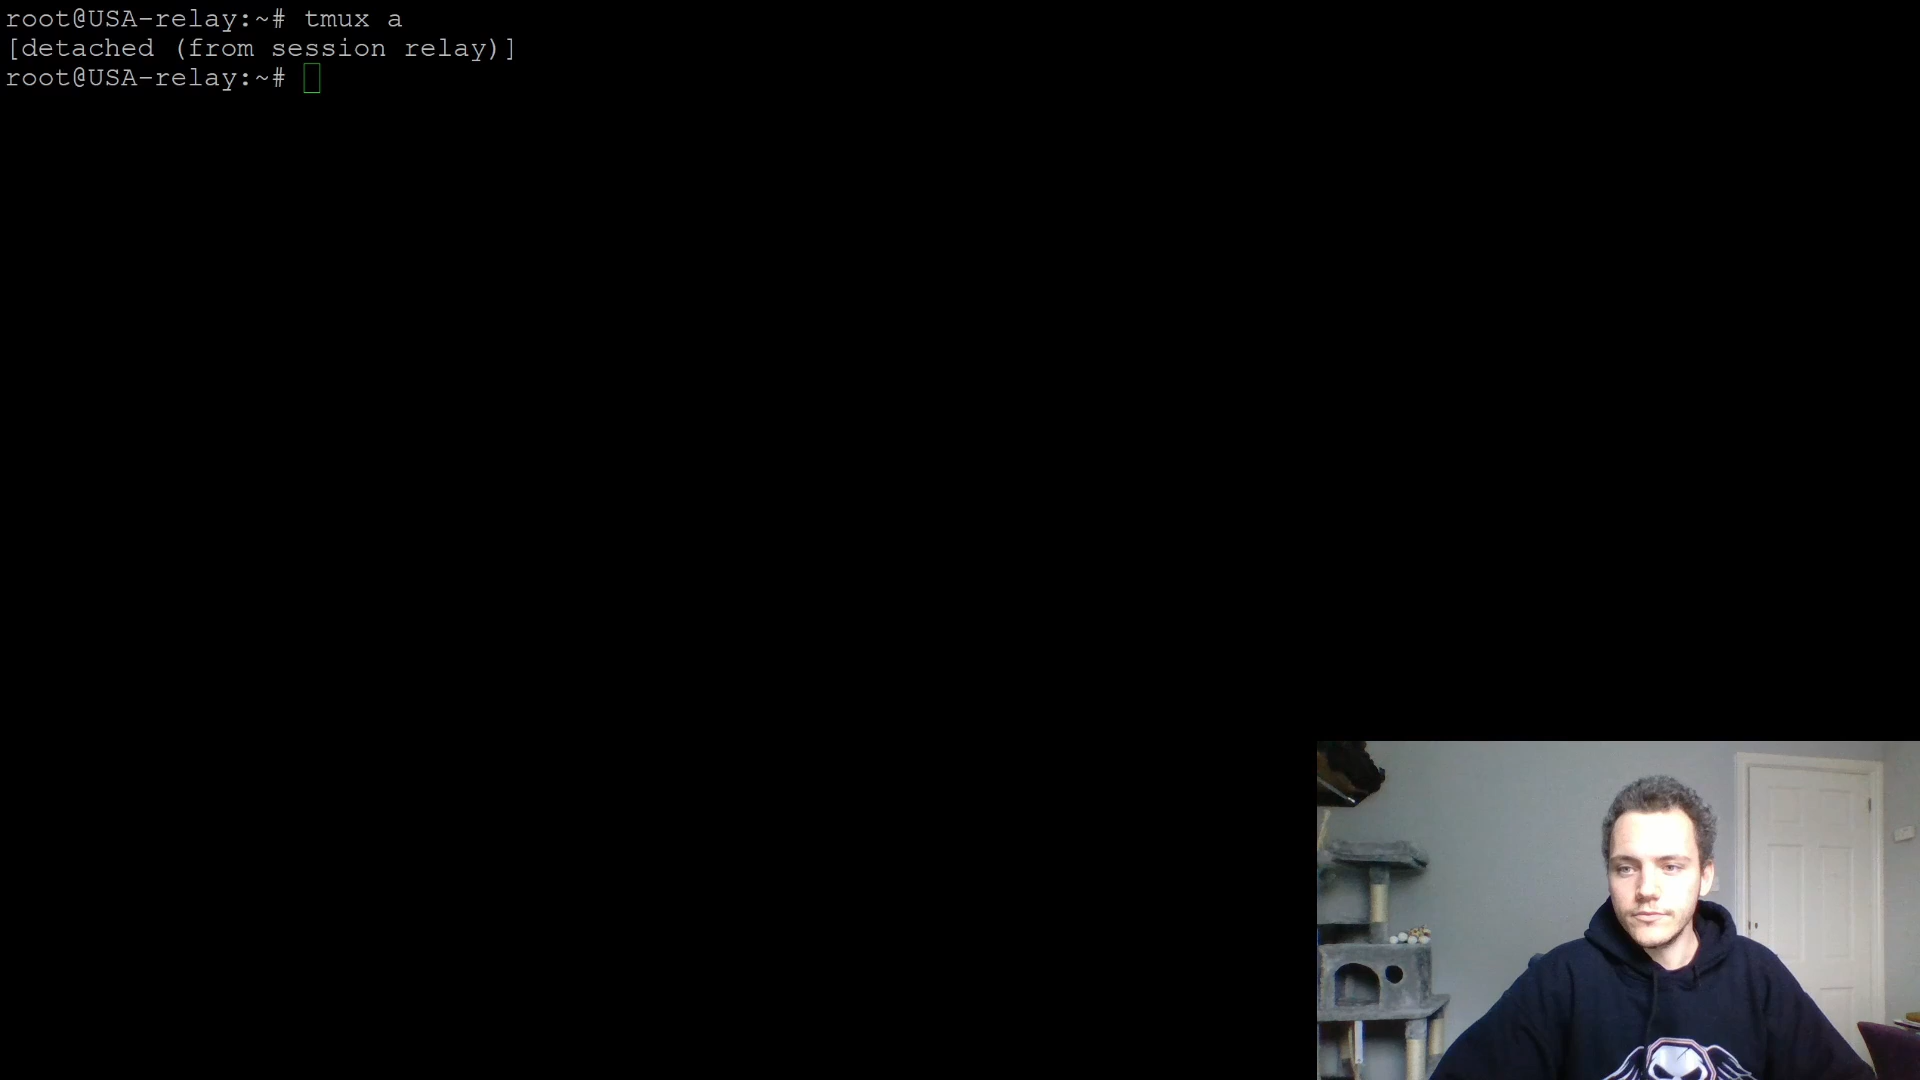 root@USA-relay:~# tmux a
[detached (from session relay)]
root@USA-relay:~#